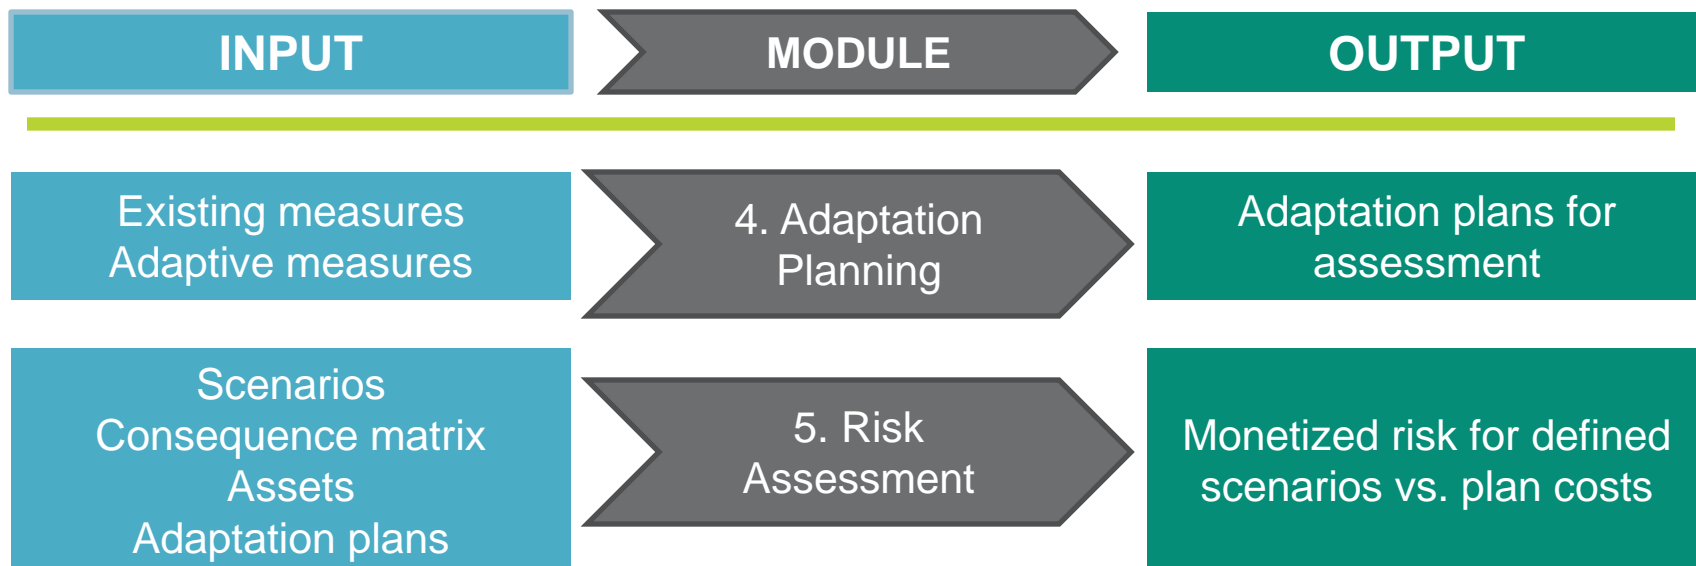 INPUT
MODULE
OUTPUT
Existing measures
Adaptive measures
4. Adaptation
Planning
Adaptation plans for
assessment
Scenarios
Consequence matrix
Assets
Adaptation plans
5. Risk
Assessment
Monetized risk for defined
scenarios vs. plan costs